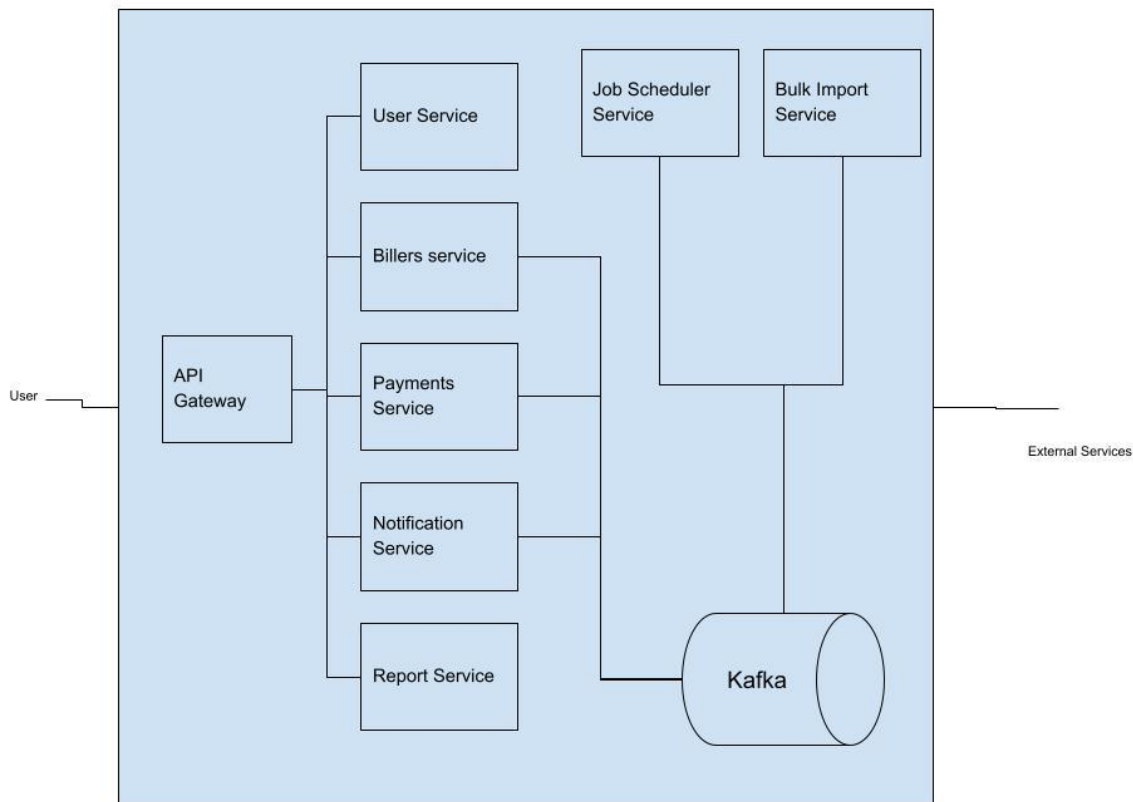 User Service
Job Scheduler
Service
Bulk Import
Service
Billers service
API
Gateway
User
Payments
Service
External Services
Notification
Service
Report Service
Kafka